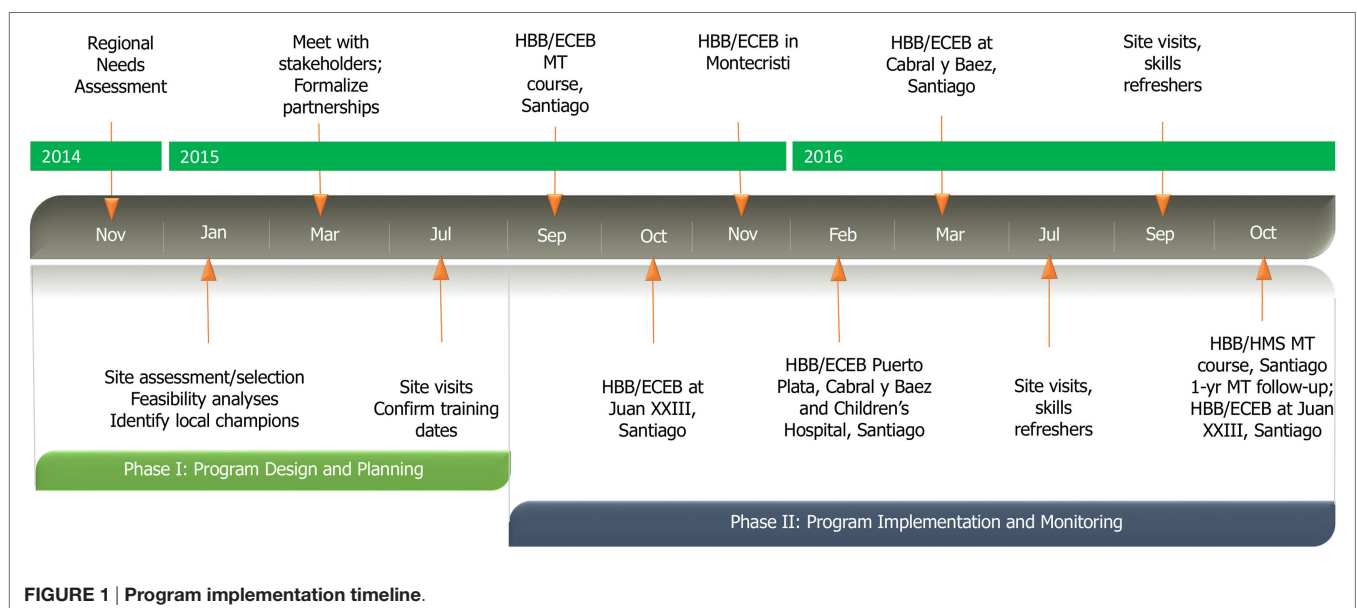 Regional
Needs
Assessment
Meet with
stakeholders;
Formalize
partnerships
HBB/ECEB
MT
course,
Santiago
HBB/ECEB in
Montecristi
HBB/ECEB at
Cabral y Baez,
Santiago
Site visits,
skills
refreshers
2014
2015
2016
Nov
Jan
Mar
Jul
Sep
Oct
Nov
Feb
Mar
Jul
Sep
Oct
Site assessment/selection
Feasibility analyses
Identify local champions
Site visits
Confirm training
dates
HBB/ECEB at
Juan XXIII,
Santiago
HBB/ECEB Puerto
Plata, Cabral y Baez
and Children’s
Hospital, Santiago
Site visits,
skills
refreshers
HBB/HMS MT
course, Santiago
1-yr MT follow-up;
HBB/ECEB at Juan
XXIII, Santiago
Phase I: Program Design and Planning
Phase II: Program Implementation and Monitoring
FIGURE 1 | Program implementation timeline.